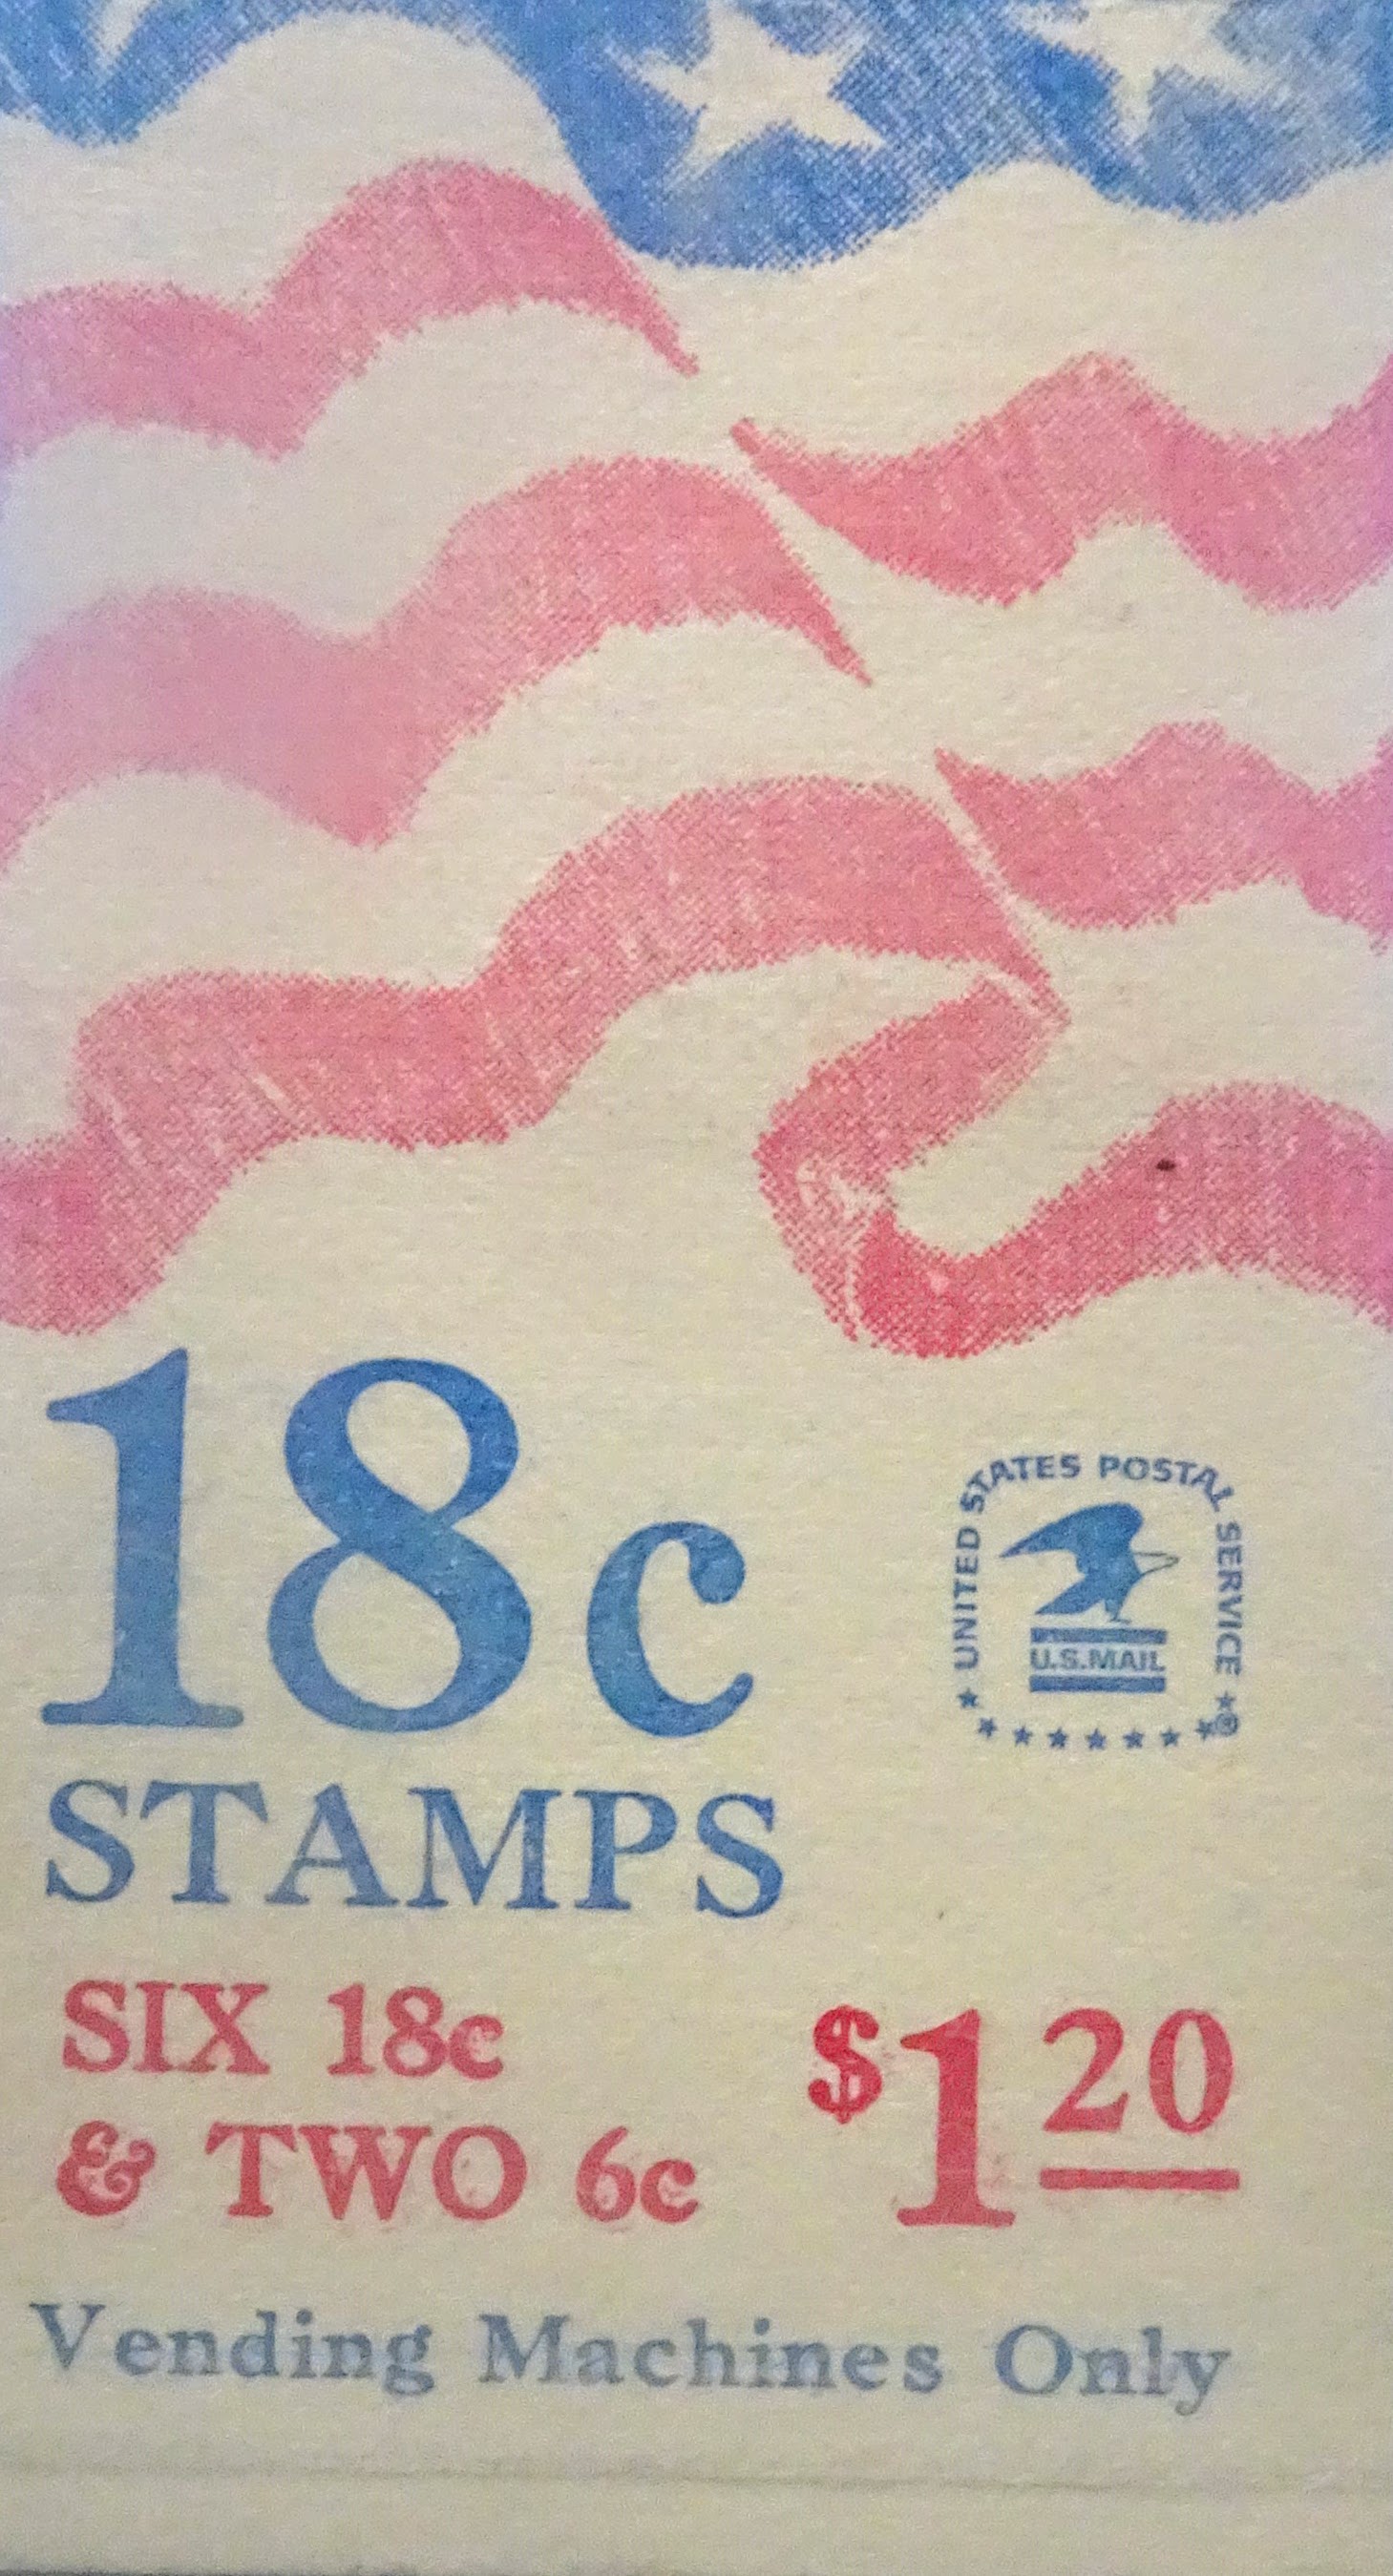 18c
STAMPS
UNITED STATES POSTAL SERVICE
U.S.MAIL
®
SIX 18c
& TWO 6c
$1 20
Vending Machines Only